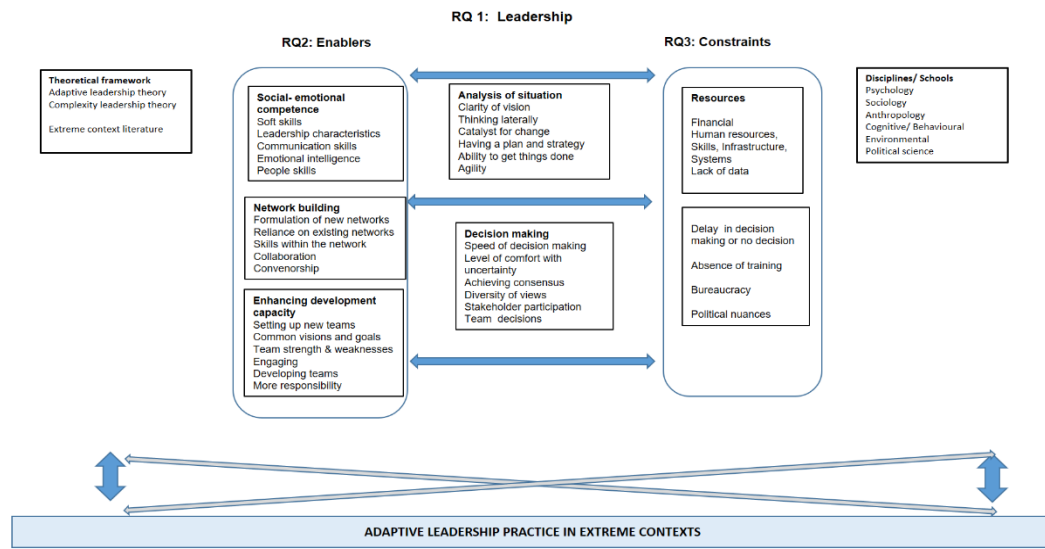 RQ 1: Leadership
RQ2: Enablers
RQ3: Constraints
Theoretical framework
Adaptive leadership theory
Complexity leadership theory
Extreme context literature
Social- emotional
competence
Soft skills
Leadership characteristics
Communication skills
Emotional intelligence
People skills
Network building
Formulation of new networks
Reliance on existing networks
Skills within the network
Collaboration
Convenorship
Enhancing development
capacity
Setting up new teams
Common visions and goals
Team strength & weaknesses
Engaging
Developing teams
More responsibility
Analysis of situation
Clarity of vision
Thinking laterally
Catalyst for change
Having a plan and strategy
Ability to get things done
Agility
Decision making
Speed of decision making
Level of comfort with
uncertainty
Achieving consensus
Diversity of views
Stakeholder participation
Team decisions
Resources
Financial
Human resources,
Skills, Infrastructure,
Systems
Lack of data
Delay in decision
making or no decision
Absence of training
Bureaucracy
Political nuances
Disciplines/ Schools
Psychology
Sociology
Anthropology
Cognitive/ Behavioural
Environmental
Political science
ADAPTIVE LEADERSHIP PRACTICE IN EXTREME CONTEXTS